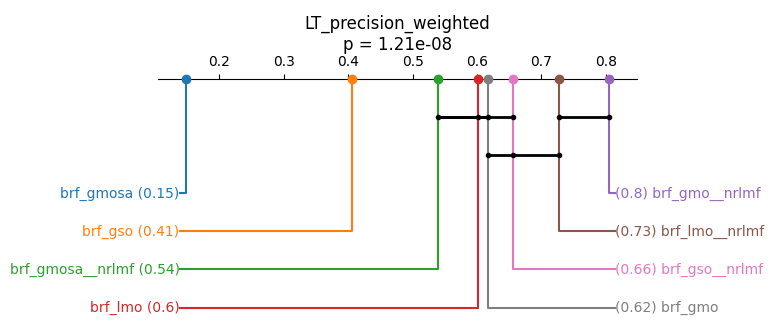 LT_precision_weighted
p = 1.21e-08
0.2 0.3 0.4 0.5 0.6 0.7 0.8
brf_gmosa (0.15) (0.8) brf_gmo__nrlmf
brf_gso (0.41) (0.73) brf_lmo__nrlmf
brf_gmosa__nrlmf (0.54) (0.66) brf_gso__nrlmf
brf_lmo (0.6) (0.62) brf_gmo